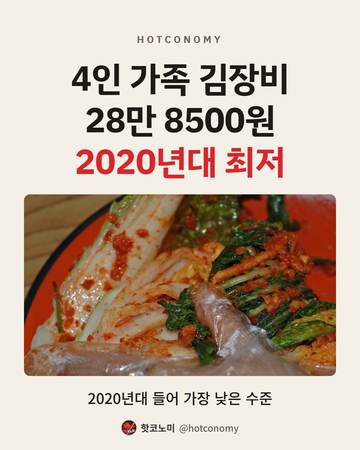 HOTCONOMY
4인 가족 김장비
28만 8500원
2020년대 최저
2020년대 들어 가장 낮은 수준
핫코노미 @hotconomy